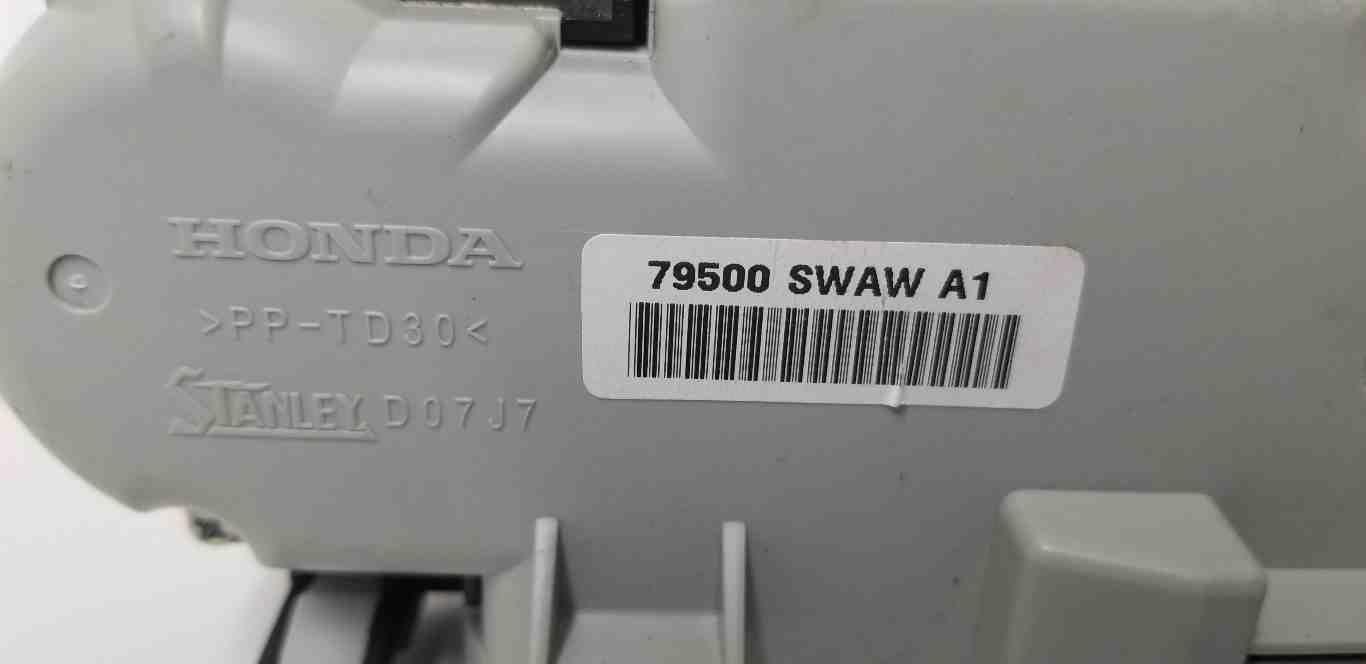 HONDA
>PP-TD30<
STANLEY D07J7
79500 SWAW A1